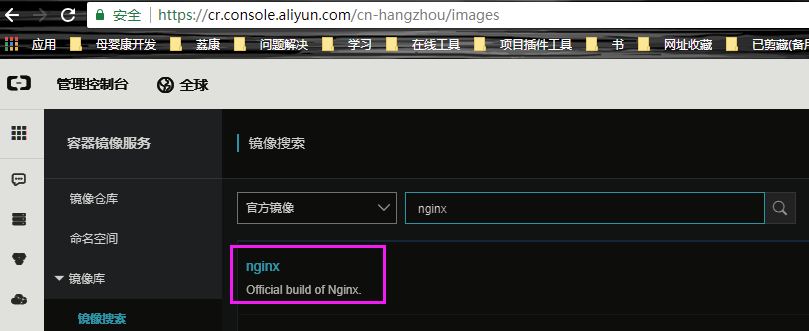 安全 https://cr.console.aliyun.com/cn-hangzhou/images
应用 母婴康开发 荔康 问题解决 学习 在线工具 项目插件工具 书 网址收藏 已剪藏(备用
管理控制台 全球
容器镜像服务
镜像搜索
镜像仓库
官方镜像 nginx
命名空间
nginx
镜像库
Official build of Nginx.
镜像搜索